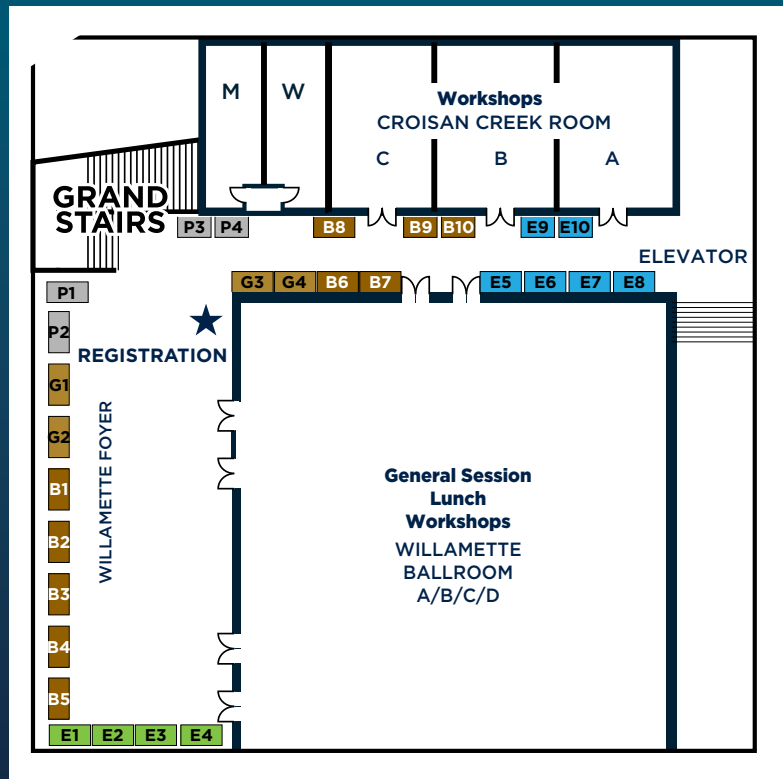 M W
Workshops
CROISAN CREEK ROOM
C B A
GRAND
STAIRS
P3 P4 B8 B9 B10 E9 E10
ELEVATOR
G3 G4 B6 B7 E5 E6 E7 E8
P1
P2
REGISTRATION
G1
G2
WILLAMETTE FOYER
B1
B2
B3
B4
B5
E1 E2 E3 E4
General Session
Lunch
Workshops
WILLAMETTE
BALLROOM
A/B/C/D